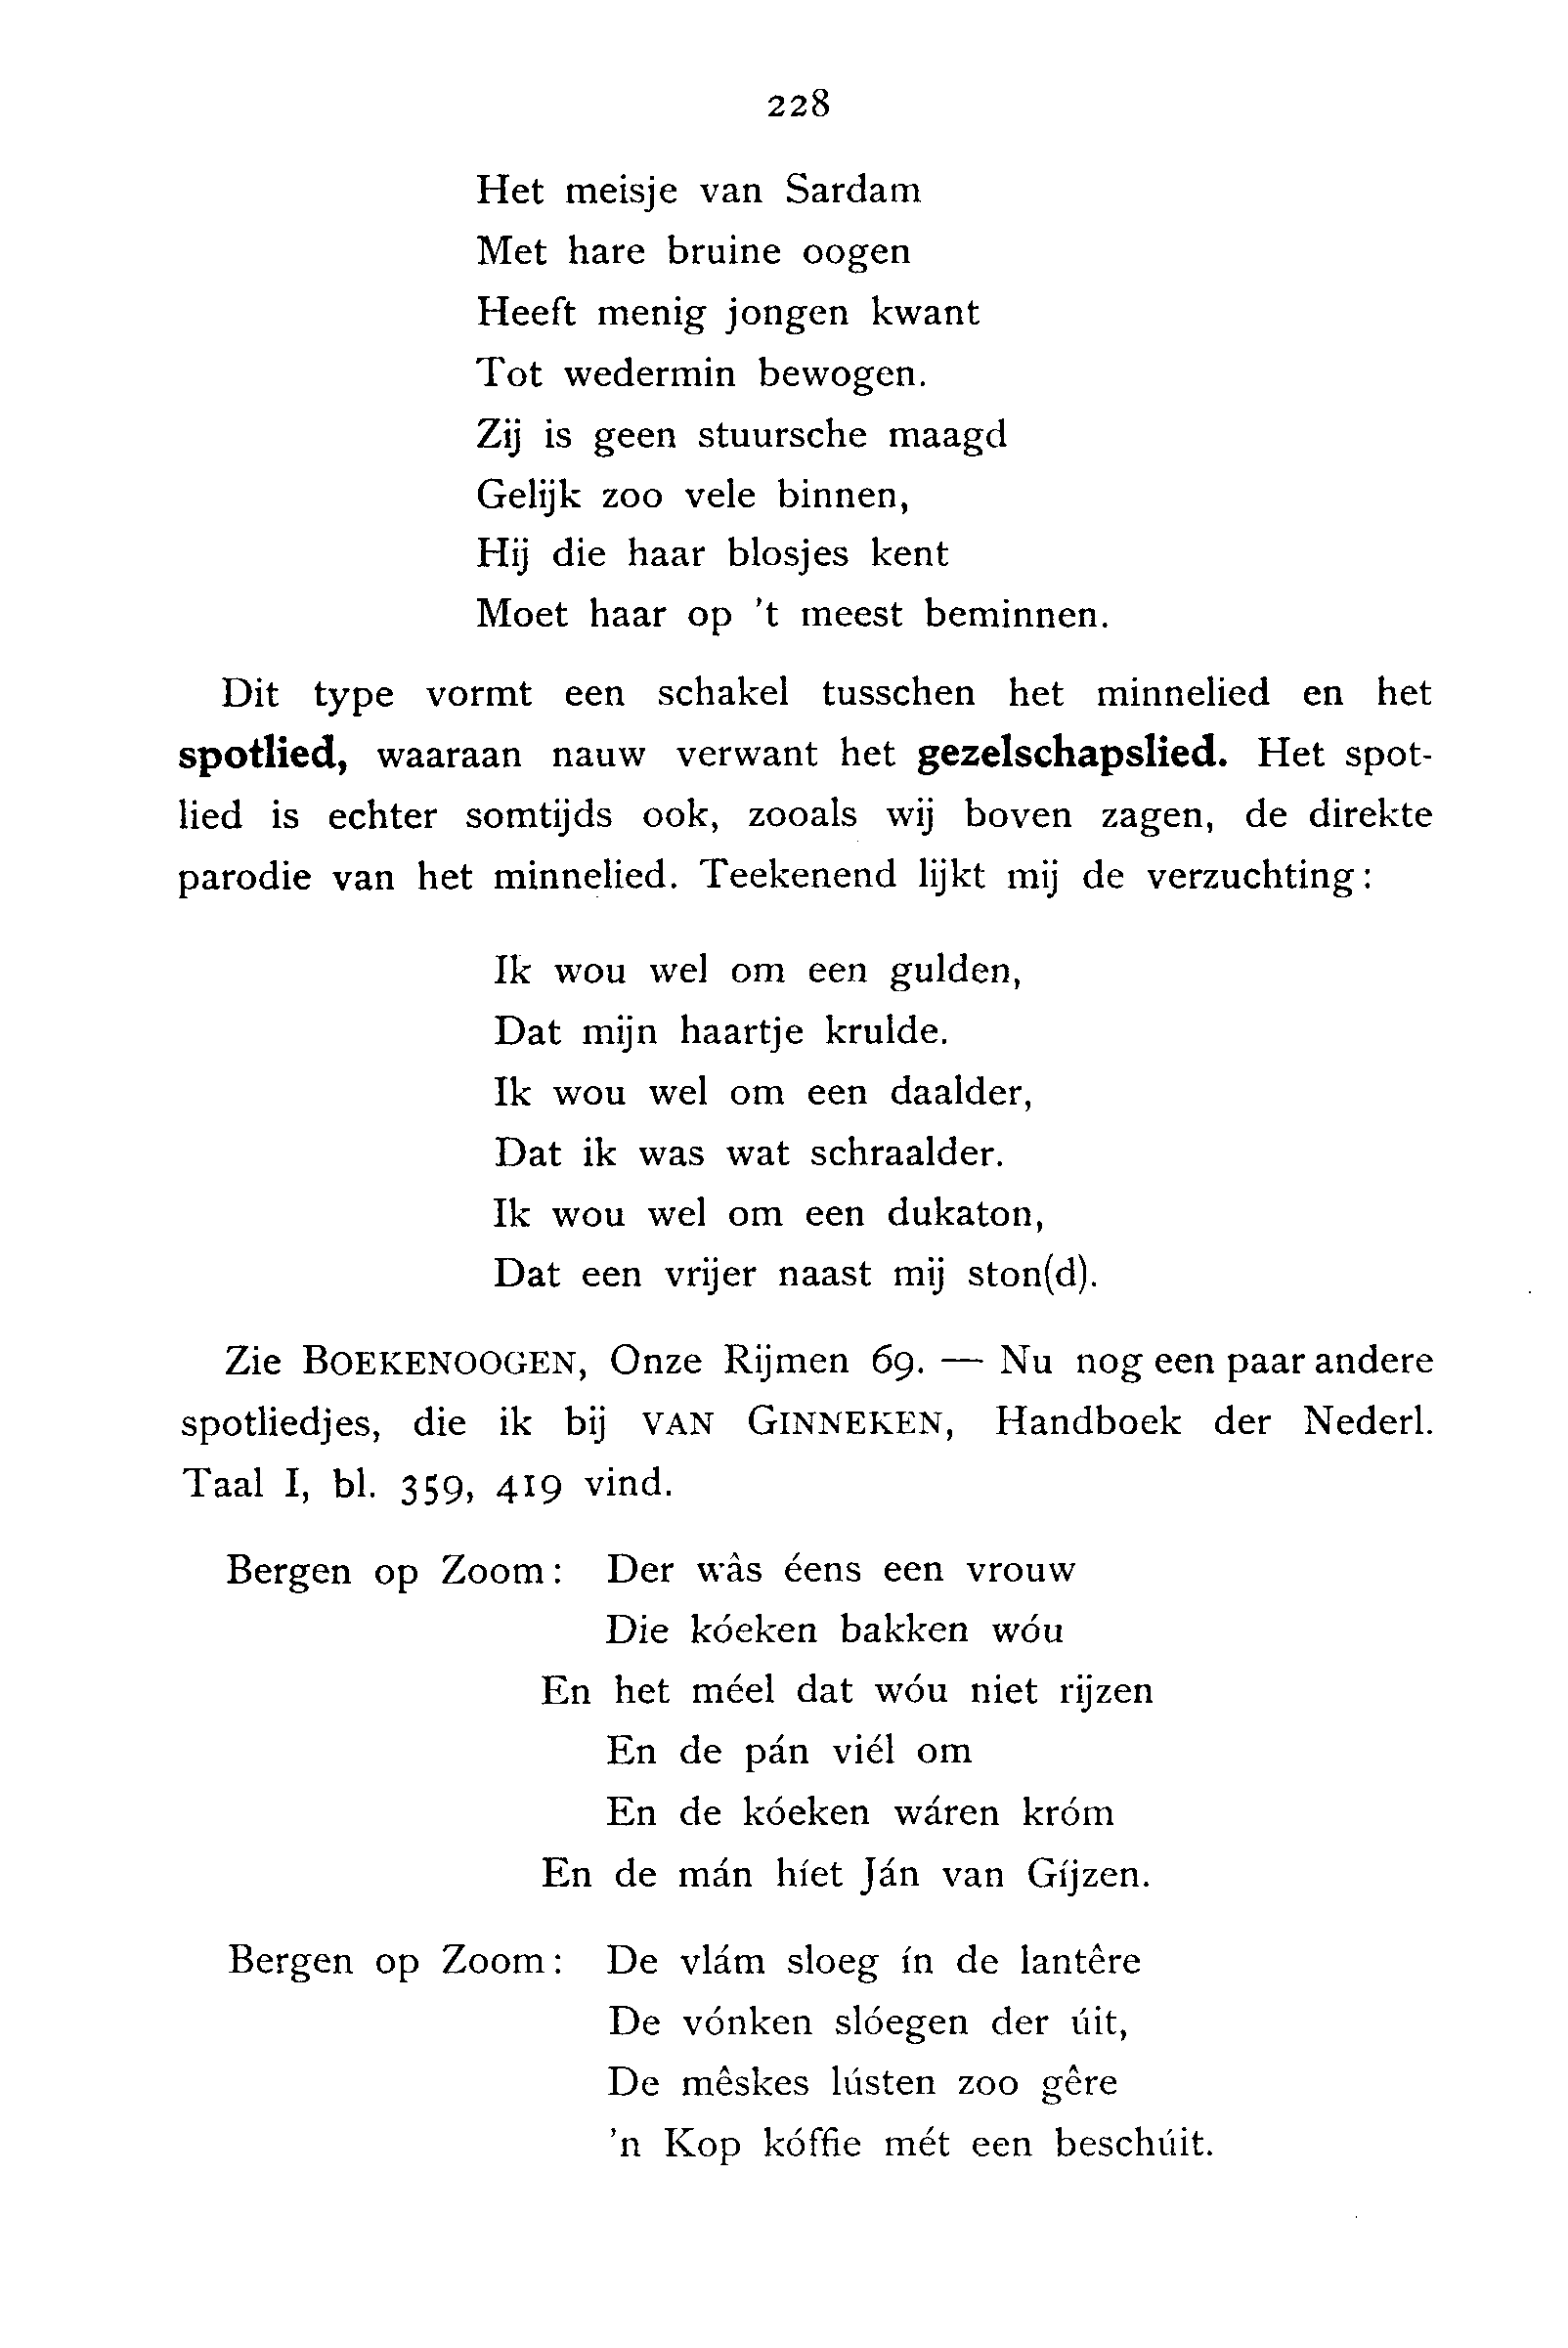 228
Het meisje van Sardam
Met hare bruine oogen
Heeft menig jongen kwant
Tot wedermin bewogen.
Zij is geen stuursche maagd
Gelijk zoo vele binnen,
Hij die haar blosjes kent
Moet haar op 't meest beminnen.
Dit type vormt een schakel tusschen het minnelied en het
spotlied, waaraan nauw verwant het gezelschapslied. Het spot-
lied is echter somtijds ook, zooals wij boven zagen, de direkte
parodie van het minnelied. Teekenend lijkt mij de verzuchting:
Ik wou wel om een gulden,
Dat mijn haartje krulde.
Ik wou wel om een daalder,
Dat ik was wat schraalder.
Ik wou wel om een dukaton,
Dat een vrijer naast mij ston(d).
Zie BOEKENOOGEN, Onze Rijmen 69. — Nu nog een paar andere
spotliedjes, die ik bij VAN GINNEKEN, Handboek der Nederl.
Taal I, bl. 359, 419 vind.
Bergen op Zoom: Der wâs éens een vrouw
Die kóeken bakken wóu
En het méel dat wóu niet rijzen
En de pán viél om
En de kóeken wáren króm
En de mán híet Ján van Gíjzen.
Bergen op Zoom: De vlám sloeg ín de lantêre
De vónken slóegen der úit,
De mêskes lústen zoo gêre
'n Kop kóffie mét een beschúit.